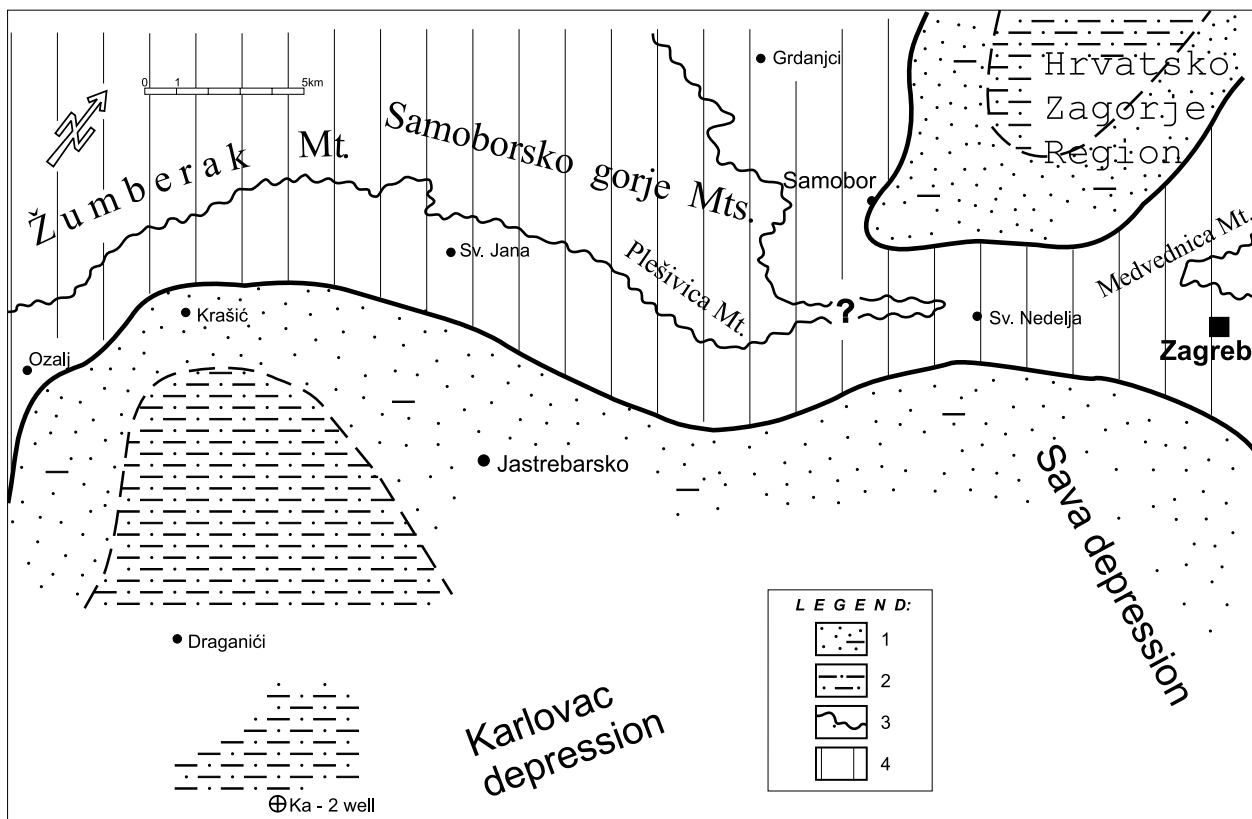 Grdanjci
0 1 5km
Hrvatsko
Zagorje
Region
Žumberak Mt.
Samoborsko gorje Mts.
Samobor
Sv. Jana
Plešivica Mt.
Medvednica Mt.
?
Krašić
Sv. Nedelja
Zagreb
Ozalj
Jastrebarsko
Sava depression
LEGEND:
1
2
3
4
Draganići
Karlovac
depression
Ka - 2 well